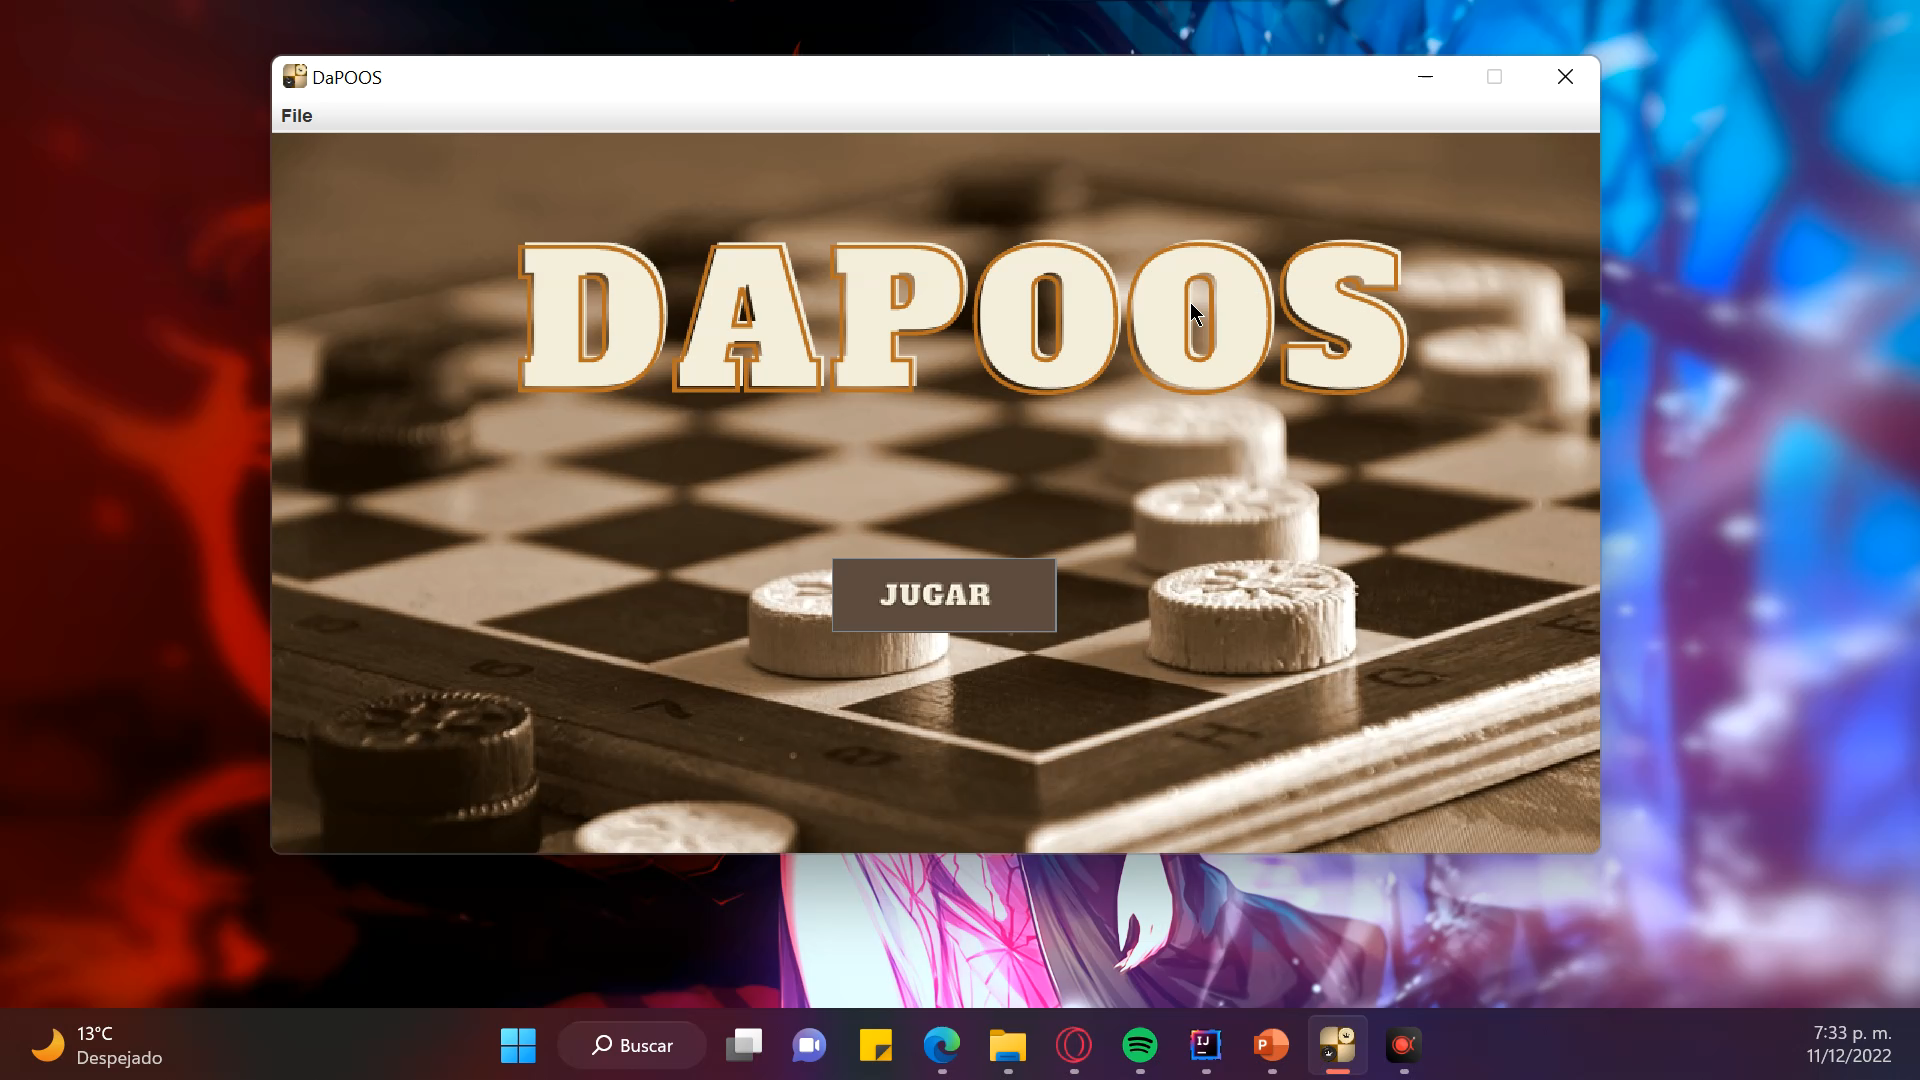 DaPOOS
File
DAPOOS
JUGAR
G
H
13°C
Despejado
Buscar
7:33 p. m.
11/12/2022